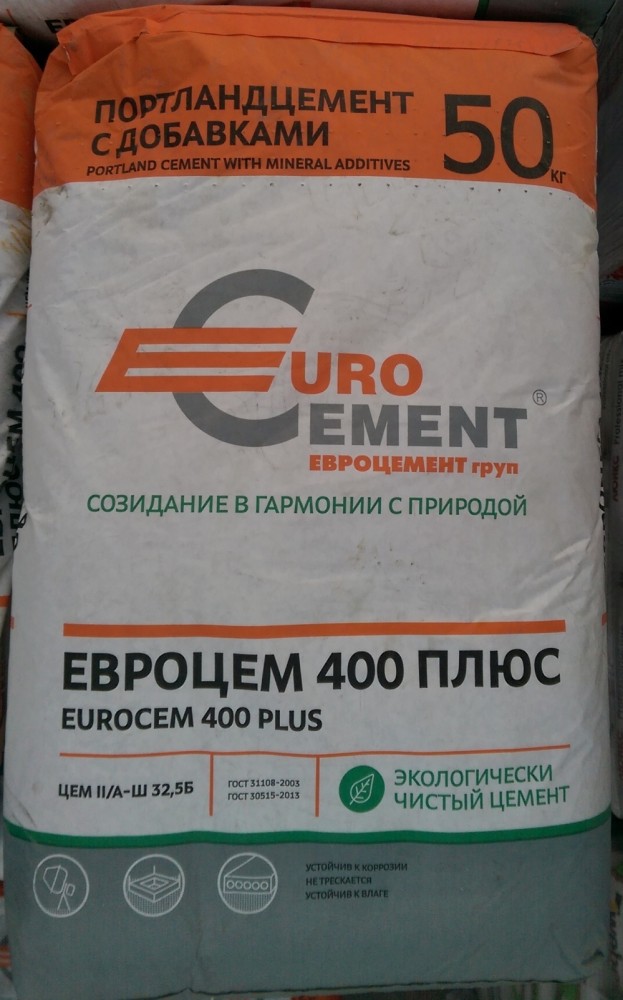 ПОРТЛАНДЦЕМЕНТ
С ДОБАВКАМИ
PORTLAND CEMENT WITH MINERAL ADDITIVES
50 КГ
EURO
CEMENT ®
ЕВРОЦЕМЕНТ груп
СОЗИДАНИЕ В ГАРМОНИИ С ПРИРОДОЙ
ЕВРОЦЕМ 400 ПЛЮС
EUROCEM 400 PLUS
ЦЕМ II/А-Ш 32,5Б
ГОСТ 31108-2003
ГОСТ 30515-2013
ЭКОЛОГИЧЕСКИ
ЧИСТЫЙ ЦЕМЕНТ
УСТОЙЧИВ К КОРРОЗИИ
НЕ ТРЕСКАЕТСЯ
УСТОЙЧИВ К ВЛАГЕ